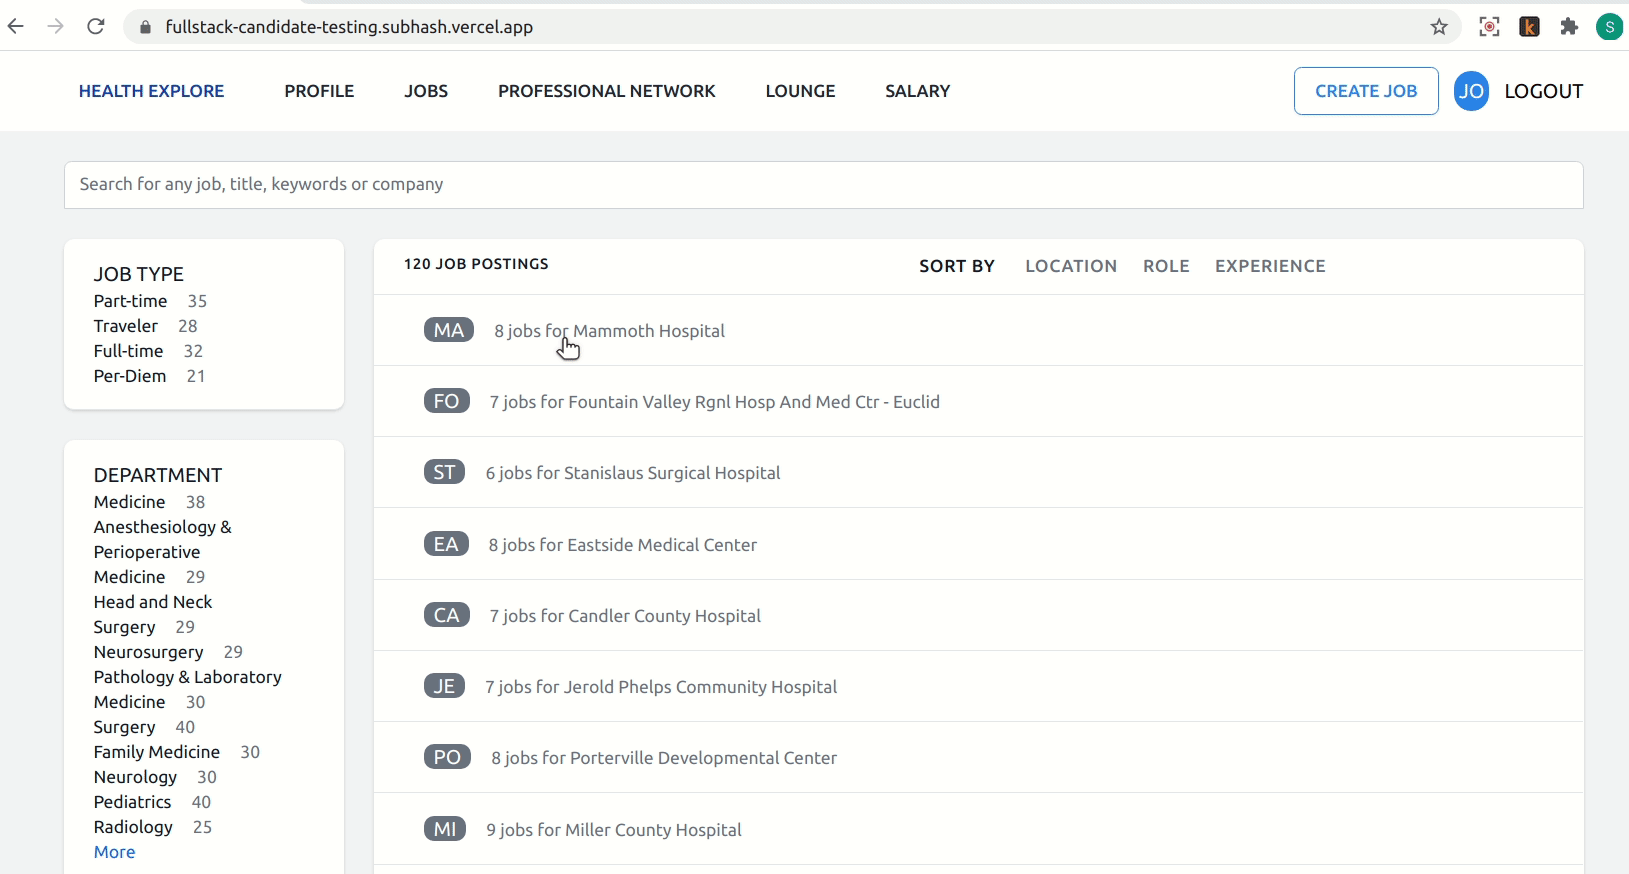 fullstack-candidate-testing.subhash.vercel.app
k
S
HEALTH EXPLORE PROFILE JOBS PROFESSIONAL NETWORK LOUNGE SALARY CREATE JOB JO LOGOUT
Search for any job, title, keywords or company
JOB TYPE
Part-time 35
Traveler 28
Full-time 32
Per-Diem 21
DEPARTMENT
Medicine 38
Anesthesiology &
Perioperative
Medicine 29
Head and Neck
Surgery 29
Neurosurgery 29
Pathology & Laboratory
Medicine 30
Surgery 40
Family Medicine 30
Neurology 30
Pediatrics 40
Radiology 25
More
120 JOB POSTINGS SORT BY LOCATION ROLE EXPERIENCE
MA 8 jobs for Mammoth Hospital
FO 7 jobs for Fountain Valley Rgnl Hosp And Med Ctr - Euclid
ST 6 jobs for Stanislaus Surgical Hospital
EA 8 jobs for Eastside Medical Center
CA 7 jobs for Candler County Hospital
JE 7 jobs for Jerold Phelps Community Hospital
PO 8 jobs for Porterville Developmental Center
MI 9 jobs for Miller County Hospital